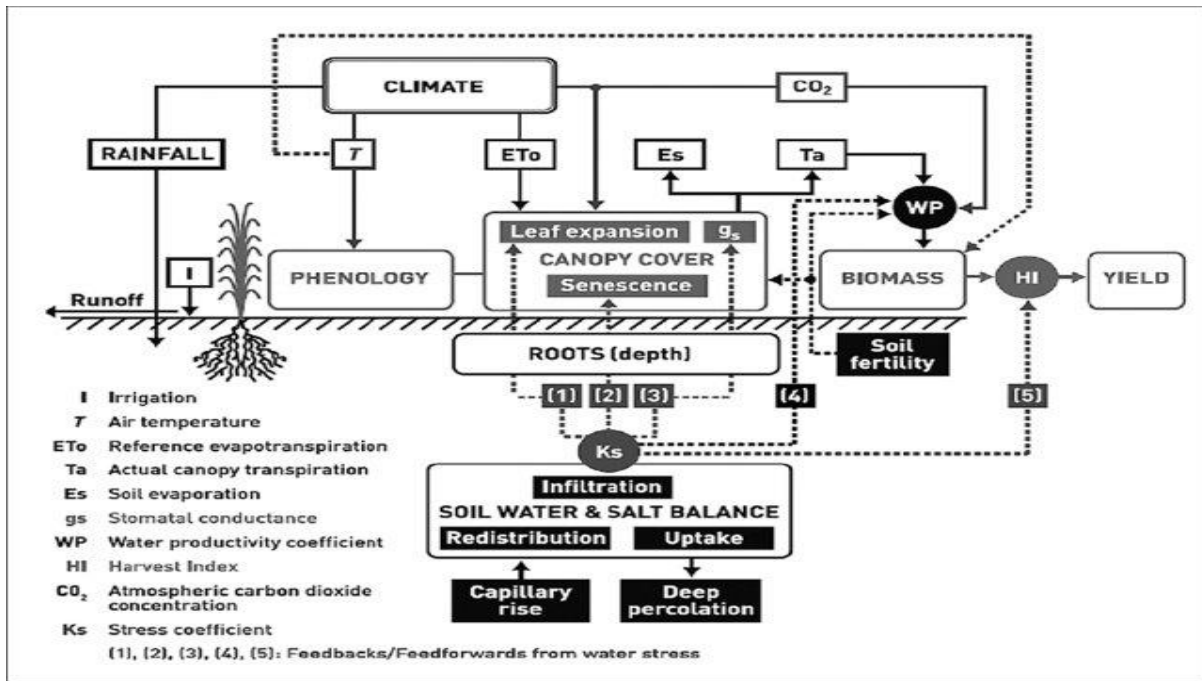 CLIMATE
CO₂
RAINFALL
T
ETo
Es
Ta
WP
Leaf expansion
gs
I
PHENOLOGY
CANOPY COVER
BIOMASS
HI
YIELD
Senescence
Runoff
ROOTS (depth)
Soil
fertility
(1)
(2)
(3)
(4)
(5)
Ks
Infiltration
SOIL WATER & SALT BALANCE
Redistribution
Uptake
Capillary
rise
Deep
percolation
I Irrigation
T Air temperature
ETo Reference evapotranspiration
Ta Actual canopy transpiration
Es Soil evaporation
gs Stomatal conductance
WP Water productivity coefficient
HI Harvest Index
CO₂ Atmospheric carbon dioxide
concentration
Ks Stress coefficient
(1), (2), (3), (4), (5): Feedbacks/Feedforwards from water stress